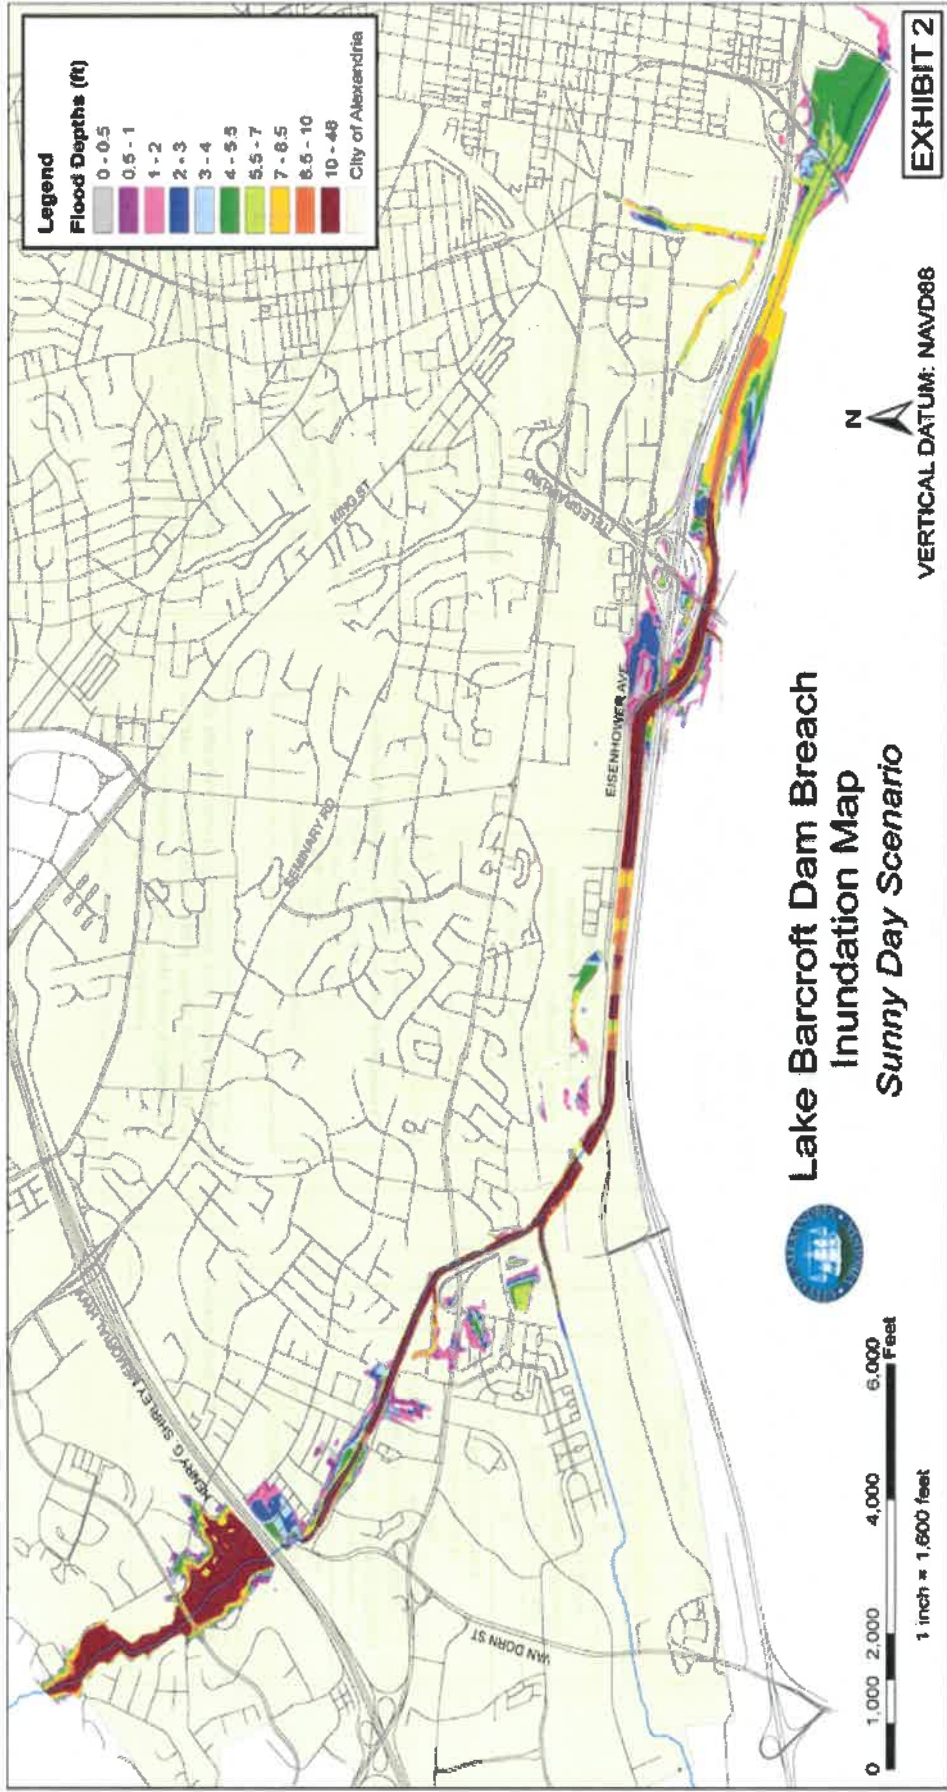 Legend
Flood Depths (ft)
0 - 0.5
0.5 - 1
1 - 2
2 - 3
3 - 4
4 - 5.5
5.5 - 7
7 - 8.5
8.5 - 10
10 - 48
City of Alexandria
HENRY G SHIRLEY MEMORIAL HWY
KING ST
SEMINARY RD
TELEGRAPH RD
EISENHOWER AVE
VAN DORN ST
Lake Barcroft Dam Breach
Inundation Map
Sunny Day Scenario
N
VERTICAL DATUM: NAVD88
EXHIBIT 2
0 1,000 2,000 4,000 6,000
Feet
1 inch = 1,600 feet